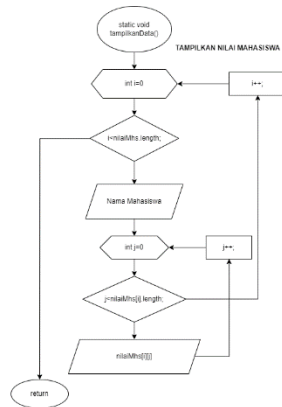 static void
tampilkanData()
TAMPILKAN NILAI MAHASISWA
int i=0
i++;
i<nilaiMhs.length;
Nama Mahasiswa
int j=0
j++;
j<nilaiMhs[i].length;
nilaiMhs[i][j]
return